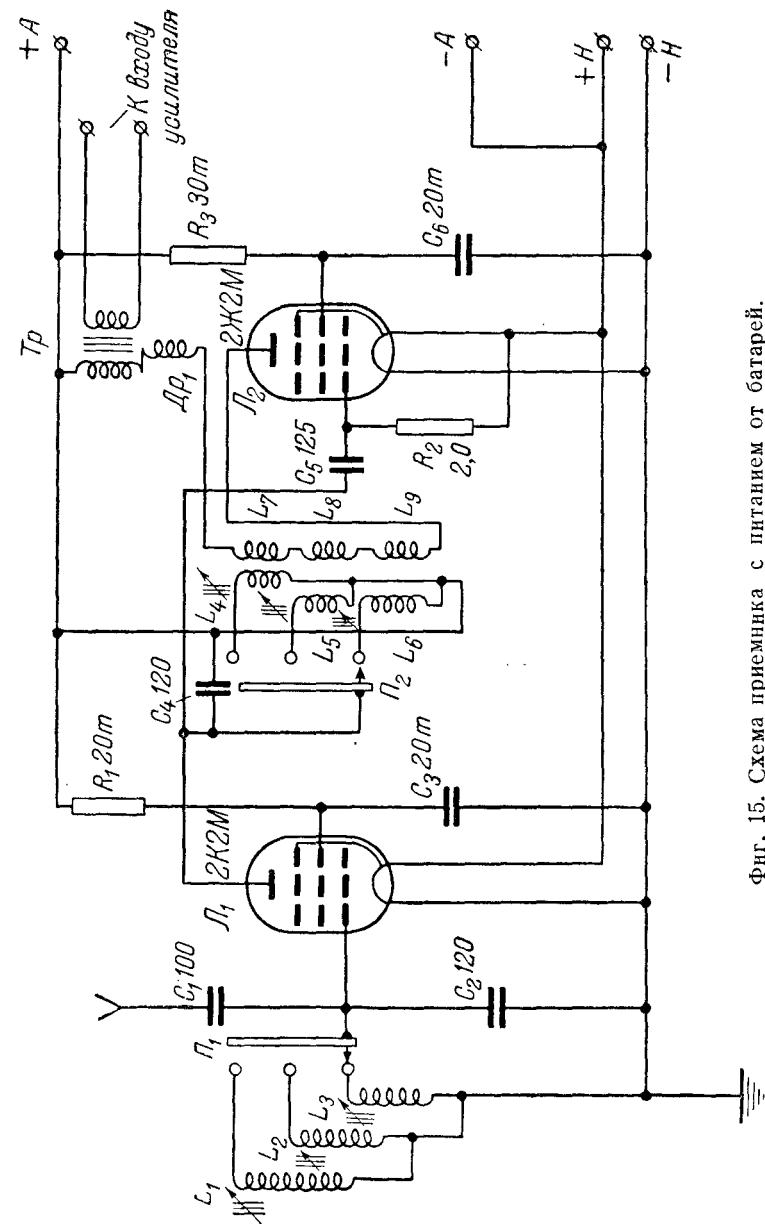 +А
К входу
усилителя
Тр
ДР₁
R₃ 30т
2Ж2М
Л₂
C₅ 125
R₂
2,0
C₆ 20т
-А
+Н
-Н
L₇
L₈
L₉
L₄
L₅
L₆
C₄ 120
П₂
R₁ 20т
2К2М
Л₁
C₃ 20т
C₁ 100
П₁
C₂ 120
L₁
L₂
L₃
Фиг. 15. Схема приемника с питанием от батарей.